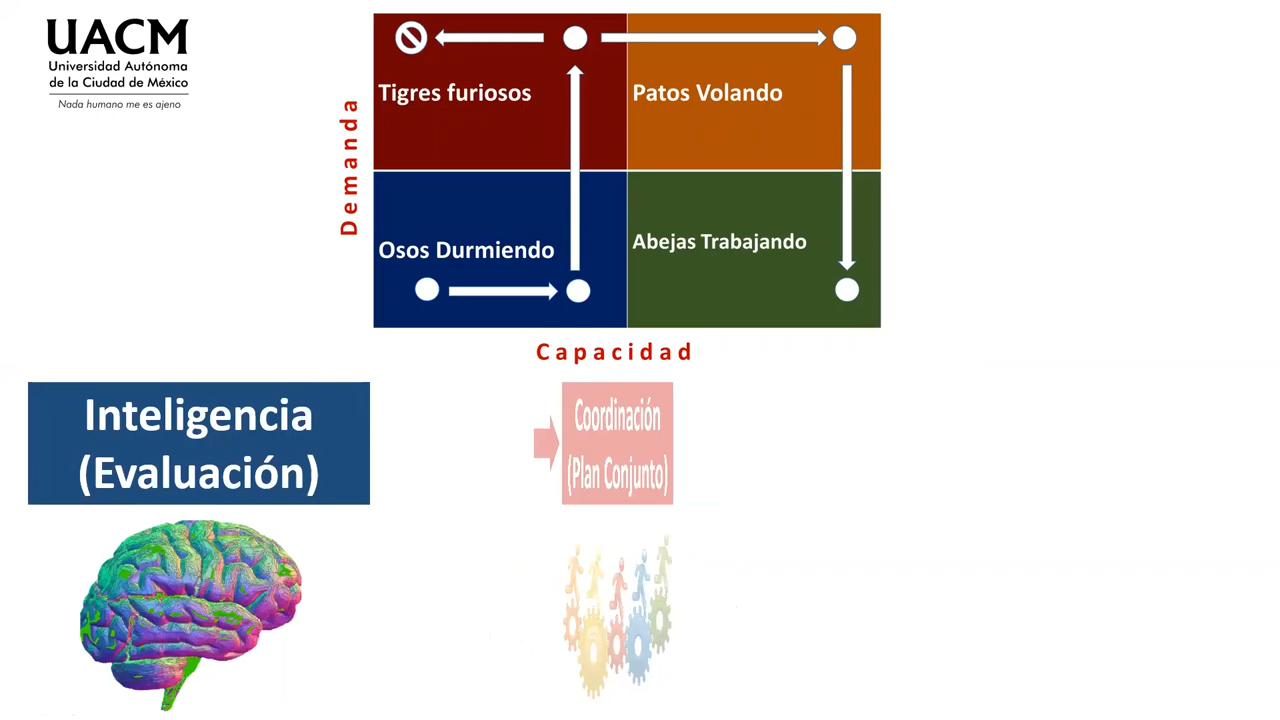 UACM
Universidad Autónoma
de la Ciudad de México
Nada humano me es ajeno
Demanda
Tigres furiosos
Patos Volando
Osos Durmiendo
Abejas Trabajando
Capacidad
Inteligencia
(Evaluación)
Coordinación
(Plan Conjunto)